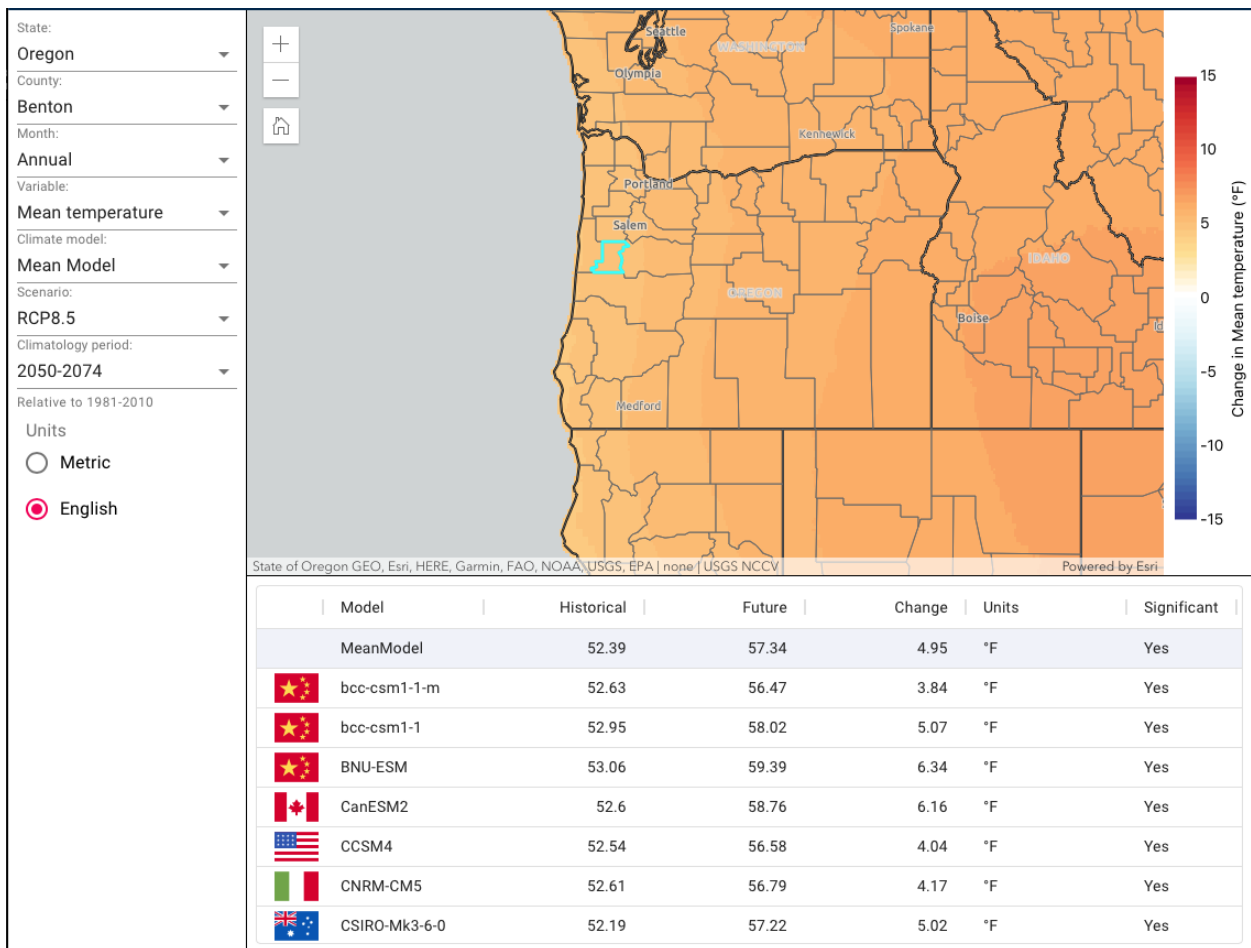 State:
Oregon
County:
Benton
Month:
Annual
Variable:
Mean temperature
Climate model:
Mean Model
Scenario:
RCP8.5
Climatology period:
2050-2074
Relative to 1981-2010
Units
Metric
English
Seattle
Spokane
WASHINGTON
Olympia
Kennewick
Portland
Salem
IDAHO
OREGON
Boise
Id
Medford
State of Oregon GEO, Esri, HERE, Garmin, FAO, NOAA, USGS, EPA | none | USGS NCCV
Powered by Esri
15
10
5
0
-5
-10
-15
Change in Mean temperature (°F)
Model Historical Future Change Units Significant
MeanModel 52.39 57.34 4.95 °F Yes
bcc-csm1-1-m 52.63 56.47 3.84 °F Yes
bcc-csm1-1 52.95 58.02 5.07 °F Yes
BNU-ESM 53.06 59.39 6.34 °F Yes
CanESM2 52.6 58.76 6.16 °F Yes
CCSM4 52.54 56.58 4.04 °F Yes
CNRM-CM5 52.61 56.79 4.17 °F Yes
CSIRO-Mk3-6-0 52.19 57.22 5.02 °F Yes